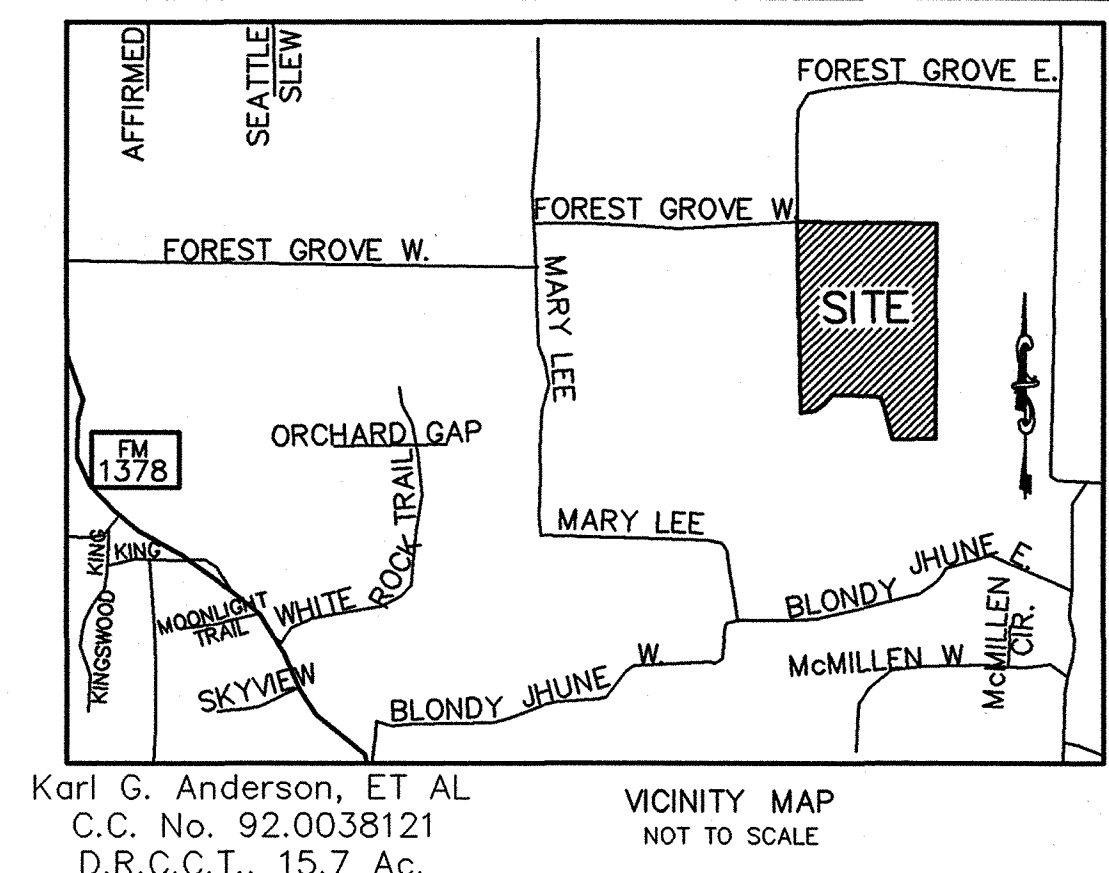 AFFIRMED
SEATTLE
SLEW
FOREST GROVE E.
FOREST GROVE W.
FOREST GROVE W.
MARY LEE
SITE
ORCHARD GAP
FM
1378
WHITE ROCK TRAIL
MARY LEE
KING
KING
KINGSWOOD
MOONLIGHT
TRAIL
SKYVIEW
BLONDY JHUNE E.
BLONDY JHUNE W.
McMILLEN W
McMILLEN
CIR.
Karl G. Anderson, ET AL
C.C. No. 92.0038121
D.R.C.C.T., 15.7 Ac.
VICINITY MAP
NOT TO SCALE